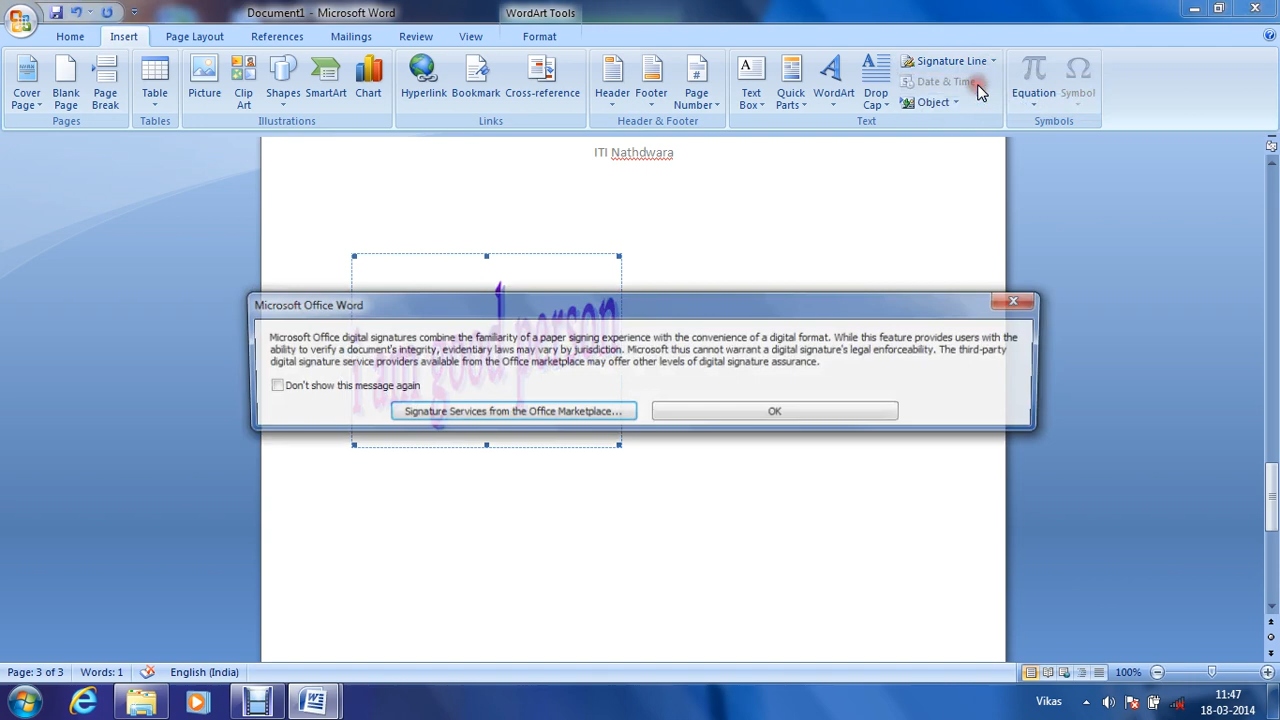 Document1 - Microsoft Word
WordArt Tools
Home
Insert
Page Layout
References
Mailings
Review
View
Format
Cover Page
Blank Page
Page Break
Table
Picture
Clip Art
Shapes
SmartArt
Chart
Hyperlink
Bookmark
Cross-reference
Header
Footer
Page Number
Text Box
Quick Parts
WordArt
Drop Cap
Signature Line
Date & Time
Object
Equation
Symbol
Pages
Tables
Illustrations
Links
Header & Footer
Text
Symbols
ITI Nathdwara
I am good person
Microsoft Office Word
Microsoft Office digital signatures combine the familiarity of a paper signing experience with the convenience of a digital format. While this feature provides users with the
ability to verify a document's integrity, evidentiary laws may vary by jurisdiction. Microsoft thus cannot warrant a digital signature's legal enforceability. The third-party
digital signature service providers available from the Office marketplace may offer other levels of digital signature assurance.
Don't show this message again
Signature Services from the Office Marketplace...
OK
Page: 3 of 3
Words: 1
English (India)
100%
Vikas
11:47
18-03-2014